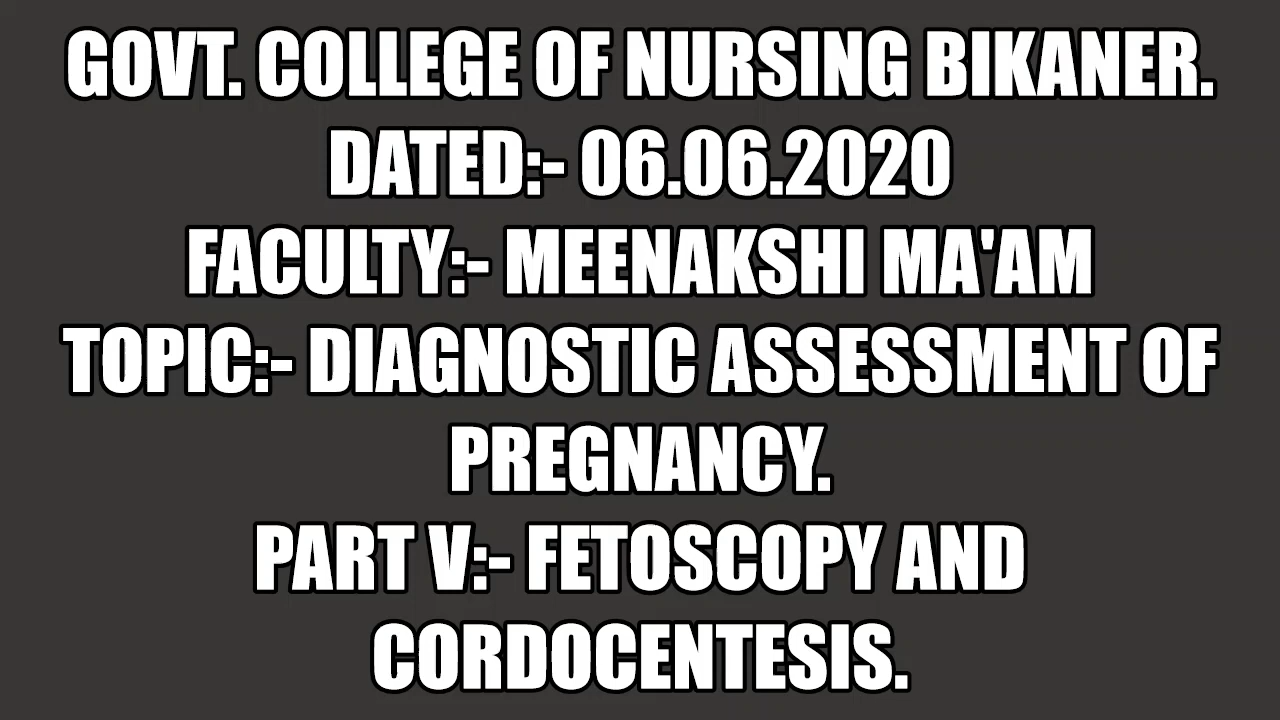 GOVT. COLLEGE OF NURSING BIKANER.
DATED:- 06.06.2020
FACULTY:- MEENAKSHI MA'AM
TOPIC:- DIAGNOSTIC ASSESSMENT OF
PREGNANCY.
PART V:- FETOSCOPY AND
CORDOCENTESIS.